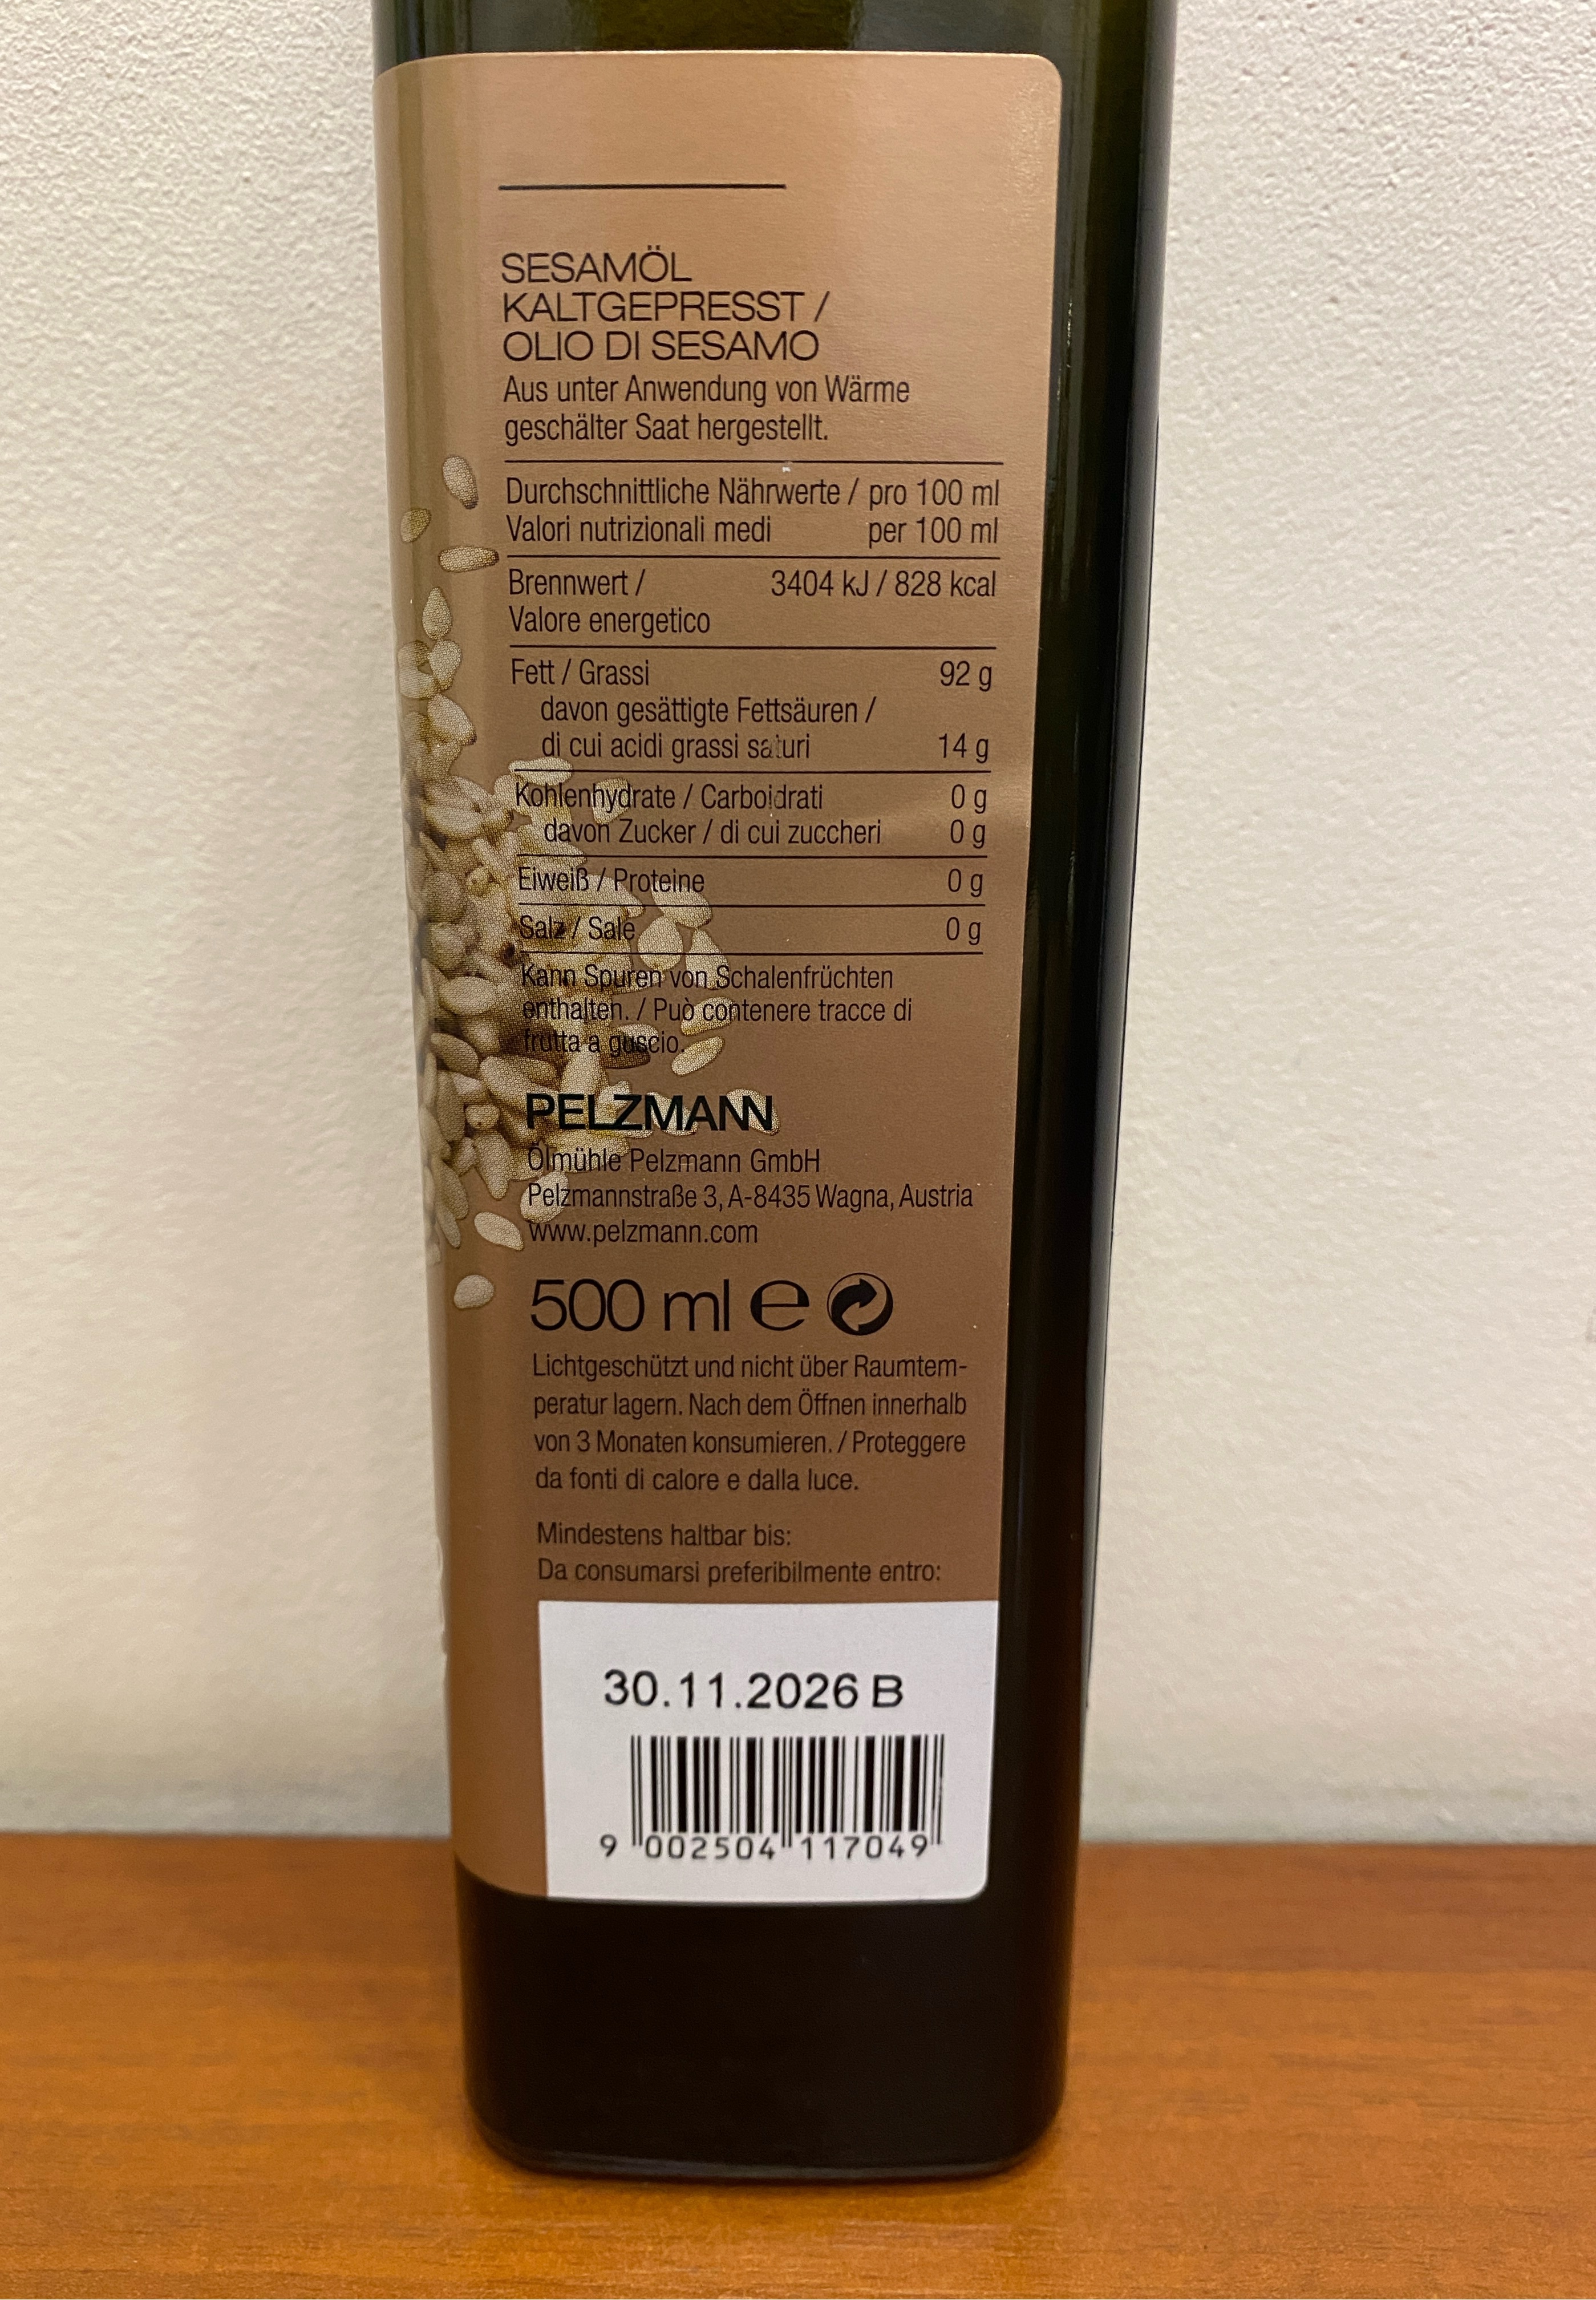 SESAMÖL
KALTGEPRESST /
OLIO DI SESAMO
Aus unter Anwendung von Wärme
geschälter Saat hergestellt.
Durchschnittliche Nährwerte / pro 100 ml
Valori nutrizionali medi per 100 ml
Brennwert / 3404 kJ / 828 kcal
Valore energetico
Fett / Grassi 92 g
davon gesättigte Fettsäuren /
di cui acidi grassi saturi 14 g
Kohlenhydrate / Carboidrati 0 g
davon Zucker / di cui zuccheri 0 g
Eiweiß / Proteine 0 g
Salz / Sale 0 g
Kann Spuren von Schalenfrüchten
enthalten. / Può contenere tracce di
frutta a guscio.
PELZMANN
Ölmühle Pelzmann GmbH
Pelzmannstraße 3, A-8435 Wagna, Austria
www.pelzmann.com
500 ml e
Lichtgeschützt und nicht über Raumtem-
peratur lagern. Nach dem Öffnen innerhalb
von 3 Monaten konsumieren. / Proteggere
da fonti di calore e dalla luce.
Mindestens haltbar bis:
Da consumarsi preferibilmente entro:
30.11.2026 B
9 002504 117049